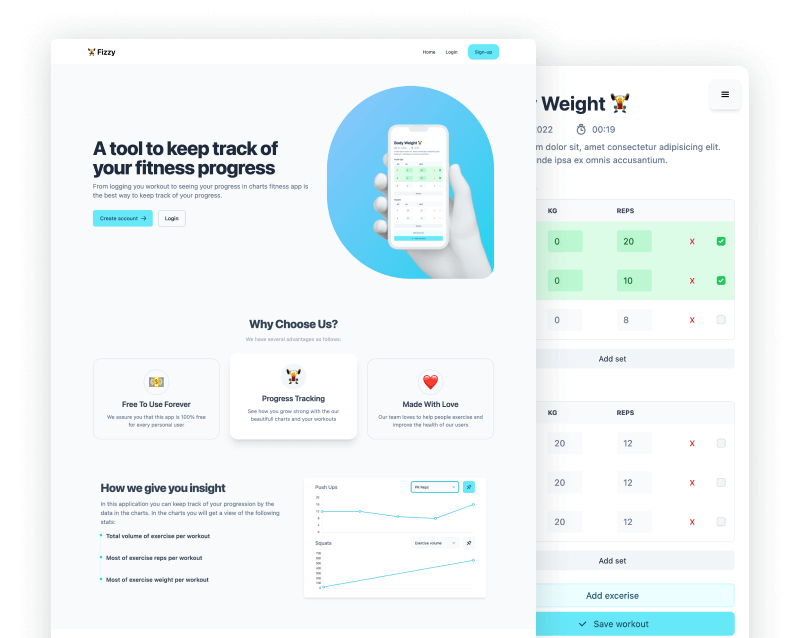 Fizzy
Home Login Sign-up
A tool to keep track of
your fitness progress
From logging you workout to seeing your progress in charts fitness app is
the best way to keep track of your progress.
Create account Login
Body Weight
Why Choose Us?
We have several advantages as follows:
Free To Use Forever
We assure you that this app is 100% free
for every personal user
Progress Tracking
See how you grow strong with the our
beautifull charts and your workouts
Made With Love
Our team loves to help people exercise and
improve the health of our users
How we give you insight
In this application you can keep track of your progression by the
data in the charts. In the charts you will get a view of the following
stats:
Total volume of exercise per workout
Most of exercise reps per workout
Most of exercise weight per workout
Push Ups
PR Reps
Squats
Exercise volume
Weight
2022 00:19
m dolor sit, amet consectetur adipisicing elit.
nde ipsa ex omnis accusantium.
KG REPS
0 20 X
0 10 X
0 8 X
Add set
KG REPS
20 12 X
20 12 X
20 12 X
Add set
Add excerise
Save workout